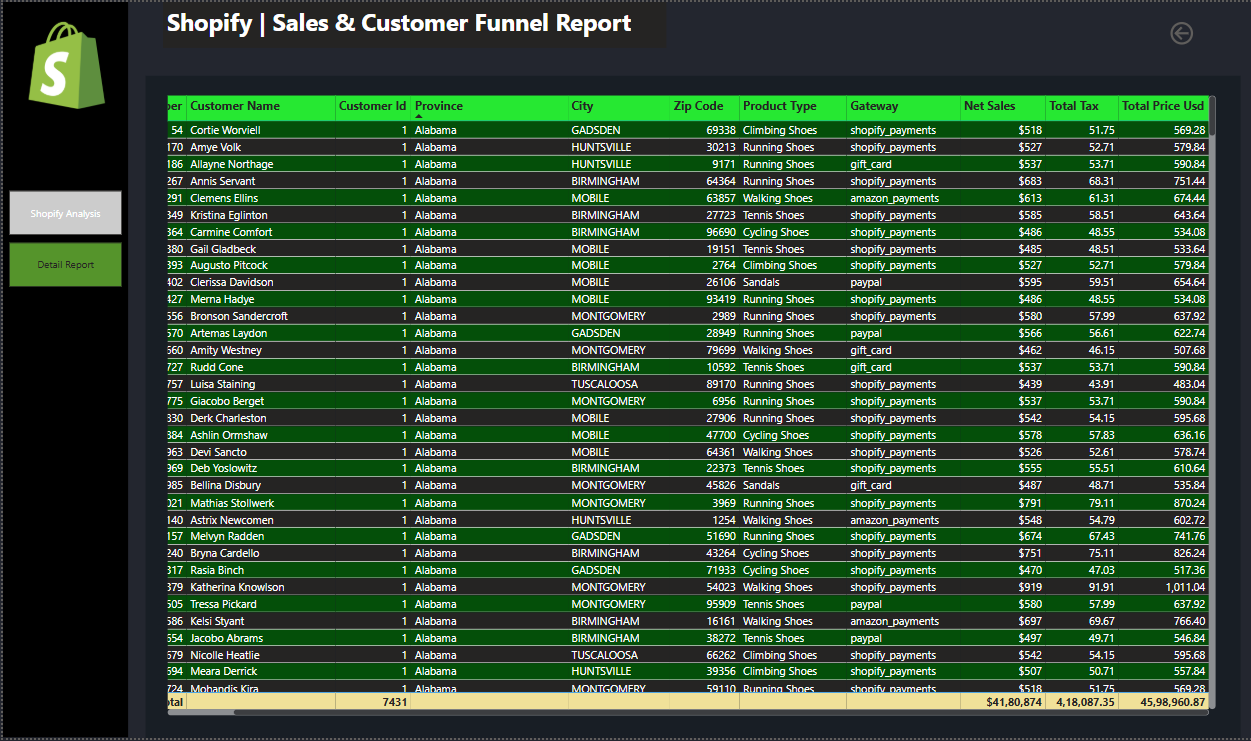 Shopify | Sales & Customer Funnel Report
S
Shopify Analysis
Detail Report
ber Customer Name Customer Id Province City Zip Code Product Type Gateway Net Sales Total Tax Total Price Usd
54 Cortie Worviell 1 Alabama GADSDEN 69338 Climbing Shoes shopify_payments $518 51.75 569.28
170 Amye Volk 1 Alabama HUNTSVILLE 30213 Running Shoes shopify_payments $527 52.71 579.84
186 Allayne Northage 1 Alabama HUNTSVILLE 9171 Running Shoes gift_card $537 53.71 590.84
267 Annis Servant 1 Alabama BIRMINGHAM 64364 Running Shoes shopify_payments $683 68.31 751.44
291 Clemens Ellins 1 Alabama MOBILE 63857 Walking Shoes amazon_payments $613 61.31 674.44
349 Kristina Eglinton 1 Alabama BIRMINGHAM 27723 Tennis Shoes shopify_payments $585 58.51 643.64
364 Carmine Comfort 1 Alabama BIRMINGHAM 96690 Cycling Shoes shopify_payments $486 48.55 534.08
380 Gail Gladbeck 1 Alabama MOBILE 19151 Tennis Shoes shopify_payments $485 48.51 533.64
393 Augusto Pitcock 1 Alabama MOBILE 2764 Climbing Shoes shopify_payments $527 52.71 579.84
402 Clerissa Davidson 1 Alabama MOBILE 26106 Sandals paypal $595 59.51 654.64
427 Merna Hadye 1 Alabama MOBILE 93419 Running Shoes shopify_payments $486 48.55 534.08
556 Bronson Sandercroft 1 Alabama MONTGOMERY 2989 Running Shoes shopify_payments $580 57.99 637.92
570 Artemas Laydon 1 Alabama GADSDEN 28949 Running Shoes paypal $566 56.61 622.74
660 Amity Westney 1 Alabama MONTGOMERY 79699 Walking Shoes gift_card $462 46.15 507.68
727 Rudd Cone 1 Alabama BIRMINGHAM 10592 Tennis Shoes gift_card $537 53.71 590.84
757 Luisa Staining 1 Alabama TUSCALOOSA 89170 Running Shoes shopify_payments $439 43.91 483.04
775 Giacobo Berget 1 Alabama MONTGOMERY 6956 Running Shoes shopify_payments $537 53.71 590.84
830 Derk Charleston 1 Alabama MOBILE 27906 Running Shoes shopify_payments $542 54.15 595.68
884 Ashlin Ormshaw 1 Alabama MOBILE 47700 Cycling Shoes shopify_payments $578 57.83 636.16
963 Devi Sancto 1 Alabama MOBILE 64361 Walking Shoes shopify_payments $526 52.61 578.74
969 Deb Yoslowitz 1 Alabama BIRMINGHAM 22373 Tennis Shoes shopify_payments $555 55.51 610.64
985 Bellina Disbury 1 Alabama MONTGOMERY 45826 Sandals gift_card $487 48.71 535.84
021 Mathias Stollwerk 1 Alabama MONTGOMERY 3969 Running Shoes shopify_payments $791 79.11 870.24
140 Astrix Newcomen 1 Alabama HUNTSVILLE 1254 Walking Shoes amazon_payments $548 54.79 602.72
157 Melvyn Radden 1 Alabama GADSDEN 51690 Running Shoes shopify_payments $674 67.43 741.76
240 Bryna Cardello 1 Alabama BIRMINGHAM 43264 Cycling Shoes shopify_payments $751 75.11 826.24
317 Rasia Binch 1 Alabama GADSDEN 71933 Cycling Shoes shopify_payments $470 47.03 517.36
379 Katherina Knowlson 1 Alabama MONTGOMERY 54023 Walking Shoes shopify_payments $919 91.91 1,011.04
505 Tressa Pickard 1 Alabama MONTGOMERY 95909 Tennis Shoes paypal $580 57.99 637.92
586 Kelsi Styant 1 Alabama BIRMINGHAM 16161 Walking Shoes amazon_payments $697 69.67 766.40
654 Jacobo Abrams 1 Alabama BIRMINGHAM 38272 Tennis Shoes paypal $497 49.71 546.84
679 Nicolle Heatlie 1 Alabama TUSCALOOSA 66262 Climbing Shoes shopify_payments $542 54.15 595.68
694 Meara Derrick 1 Alabama HUNTSVILLE 39356 Climbing Shoes shopify_payments $507 50.71 557.84
724 Mohandis Kira 1 Alabama MONTGOMERY 59110 Running Shoes shopify_payments $518 51.75 569.28
otal 7431 $41,80,874 4,18,087.35 45,98,960.87